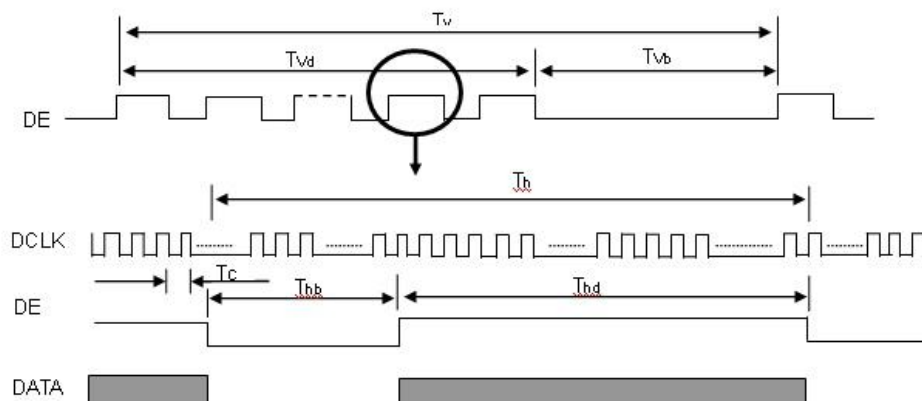 Tv
Tvd
Tvb
DE
Th
DCLK
Tc
Thb
Thd
DE
DATA